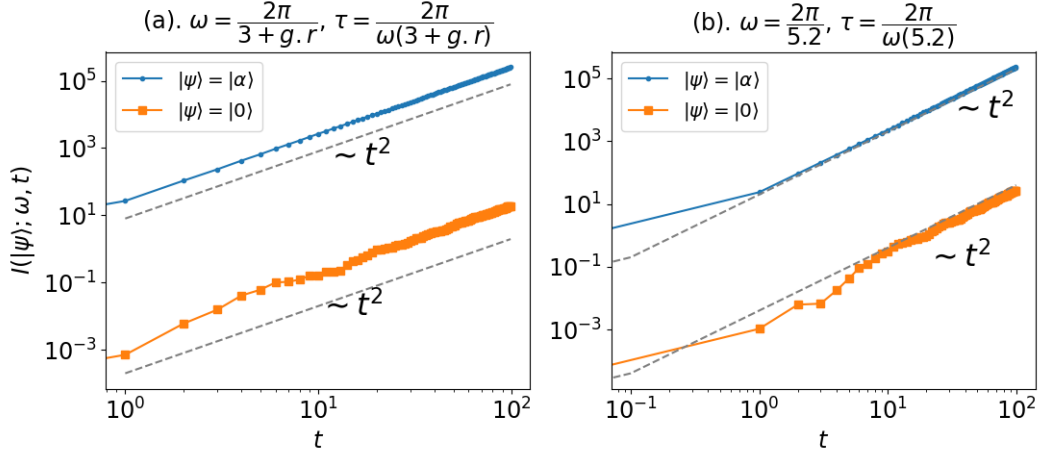 (a). ω = 2π / 3 + g.r, τ = 2π / ω(3 + g.r)
(b). ω = 2π / 5.2, τ = 2π / ω(5.2)
I(|ψ⟩; ω, t)
10^5
10^3
10^1
10^−1
10^−3
|ψ⟩ = |α⟩
|ψ⟩ = |0⟩
~ t^2
~ t^2
10^0 10^1 10^2
t
10^5
10^3
10^1
10^−1
10^−3
|ψ⟩ = |α⟩
|ψ⟩ = |0⟩
~ t^2
~ t^2
10^−1 10^0 10^1 10^2
t